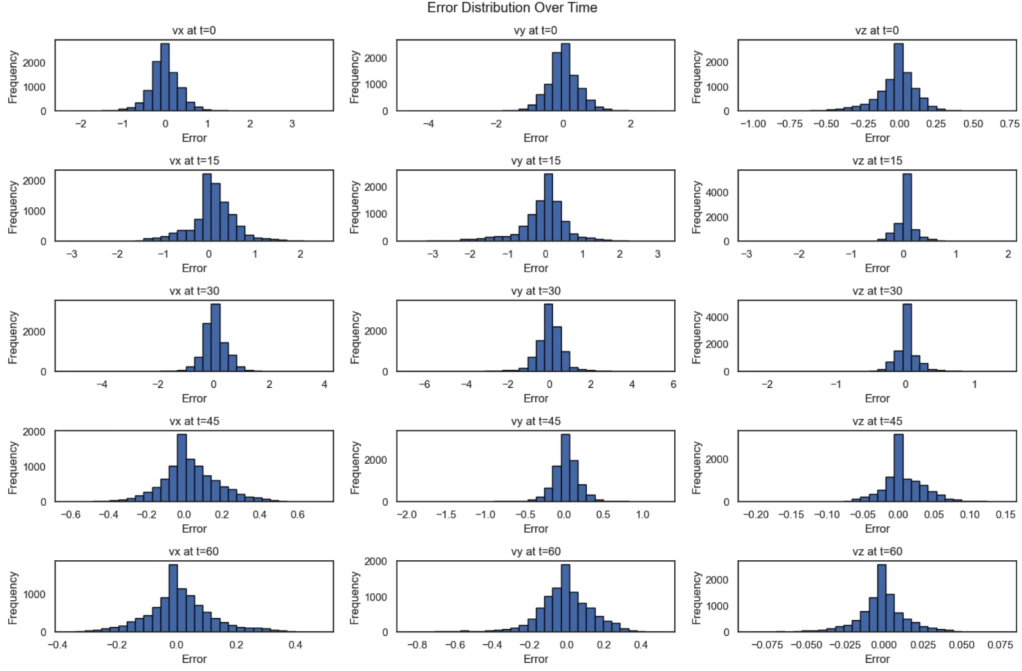 Error Distribution Over Time
vx at t=0
vy at t=0
vz at t=0
Frequency
2000
0
−2
−1
0
1
2
3
Error
Frequency
2000
1000
0
−4
−2
0
2
Error
Frequency
2000
0
−1.00
−0.75
−0.50
−0.25
0.00
0.25
0.50
0.75
Error
vx at t=15
vy at t=15
vz at t=15
Frequency
2000
1000
0
−3
−2
−1
0
1
2
Error
Frequency
2000
1000
0
−3
−2
−1
0
1
2
3
Error
Frequency
4000
2000
0
−3
−2
−1
0
1
2
Error
vx at t=30
vy at t=30
vz at t=30
Frequency
2000
0
−4
−2
0
2
4
Error
Frequency
2000
0
−6
−4
−2
0
2
4
6
Error
Frequency
4000
2000
0
−2
−1
0
1
Error
vx at t=45
vy at t=45
vz at t=45
Frequency
2000
1000
0
−0.6
−0.4
−0.2
0.0
0.2
0.4
0.6
Error
Frequency
2000
0
−2.0
−1.5
−1.0
−0.5
0.0
0.5
1.0
Error
Frequency
2000
0
−0.20
−0.15
−0.10
−0.05
0.00
0.05
0.10
0.15
Error
vx at t=60
vy at t=60
vz at t=60
Frequency
1000
0
−0.4
−0.2
0.0
0.2
0.4
Error
Frequency
2000
1000
0
−0.8
−0.6
−0.4
−0.2
0.0
0.2
0.4
Error
Frequency
2000
1000
0
−0.075
−0.050
−0.025
0.000
0.025
0.050
0.075
Error